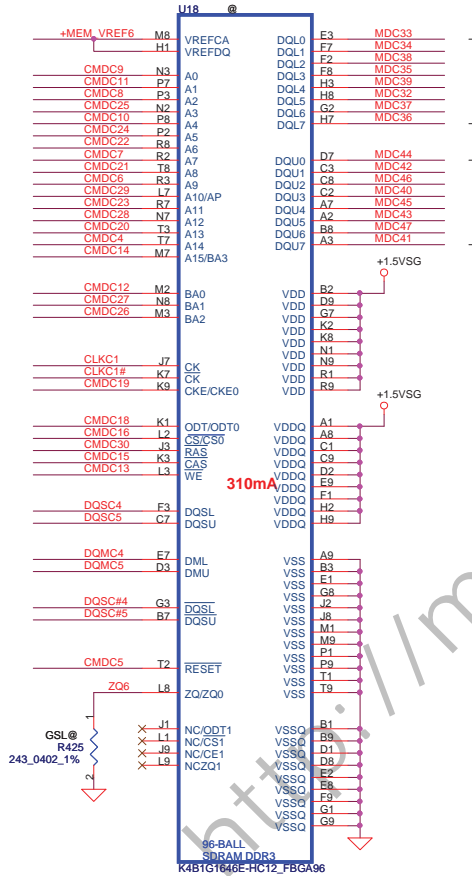 U18 @
+MEM_VREF6 M8 VREFCA DQL0 E3 MDC33
H1 VREFDQ DQL1 F7 MDC34
DQL2 F2 MDC38
CMDC9 N3 A0 DQL3 F8 MDC35
CMDC11 P7 A1 DQL4 H3 MDC39
CMDC8 P3 A2 DQL5 H8 MDC32
CMDC25 N2 A3 DQL6 G2 MDC37
CMDC10 P8 A4 DQL7 H7 MDC36
CMDC24 P2 A5
CMDC22 R8 A6
CMDC7 R2 A7 DQU0 D7 MDC44
CMDC21 T8 A8 DQU1 C3 MDC42
CMDC6 R3 A9 DQU2 C8 MDC46
CMDC29 L7 A10/AP DQU3 C2 MDC40
CMDC23 R7 A11 DQU4 A7 MDC45
CMDC28 N7 A12 DQU5 A2 MDC43
CMDC20 T3 A13 DQU6 B8 MDC47
CMDC4 T7 A14 DQU7 A3 MDC41
CMDC14 M7 A15/BA3
+1.5VSG
CMDC12 M2 BA0 VDD B2
CMDC27 N8 BA1 VDD D9
CMDC26 M3 BA2 VDD G7
VDD K2
VDD K8
VDD N1
CLKC1 J7 CK VDD N9
CLKC1# K7 CK VDD R1
CMDC19 K9 CKE/CKE0 VDD R9
+1.5VSG
CMDC18 K1 ODT/ODT0 VDDQ A1
CMDC16 L2 CS/CS0 VDDQ A8
CMDC30 J3 RAS VDDQ C1
CMDC15 K3 CAS VDDQ C9
CMDC13 L3 WE VDDQ D2
310mA VDDQ E9
VDDQ F1
DQSC4 F3 DQSL VDDQ H2
DQSC5 C7 DQSU VDDQ H9
DQMC4 E7 DML VSS A9
DQMC5 D3 DMU VSS B3
VSS E1
VSS G8
DQSC#4 G3 DQSL VSS J2
DQSC#5 B7 DQSU VSS J8
VSS M1
VSS M9
VSS P1
CMDC5 T2 RESET VSS P9
VSS T1
ZQ6 L8 ZQ/ZQ0 VSS T9
1
J1 NC/ODT1 VSSQ B1
GSL@ L1 NC/CS1 VSSQ B9
R425 J9 NC/CE1 VSSQ D1
243_0402_1% L9 NCZQ1 VSSQ D8
2 VSSQ E2
VSSQ E8
VSSQ F9
VSSQ G1
VSSQ G9
96-BALL
SDRAM DDR3
K4B1G1646E-HC12_FBGA96
http://m